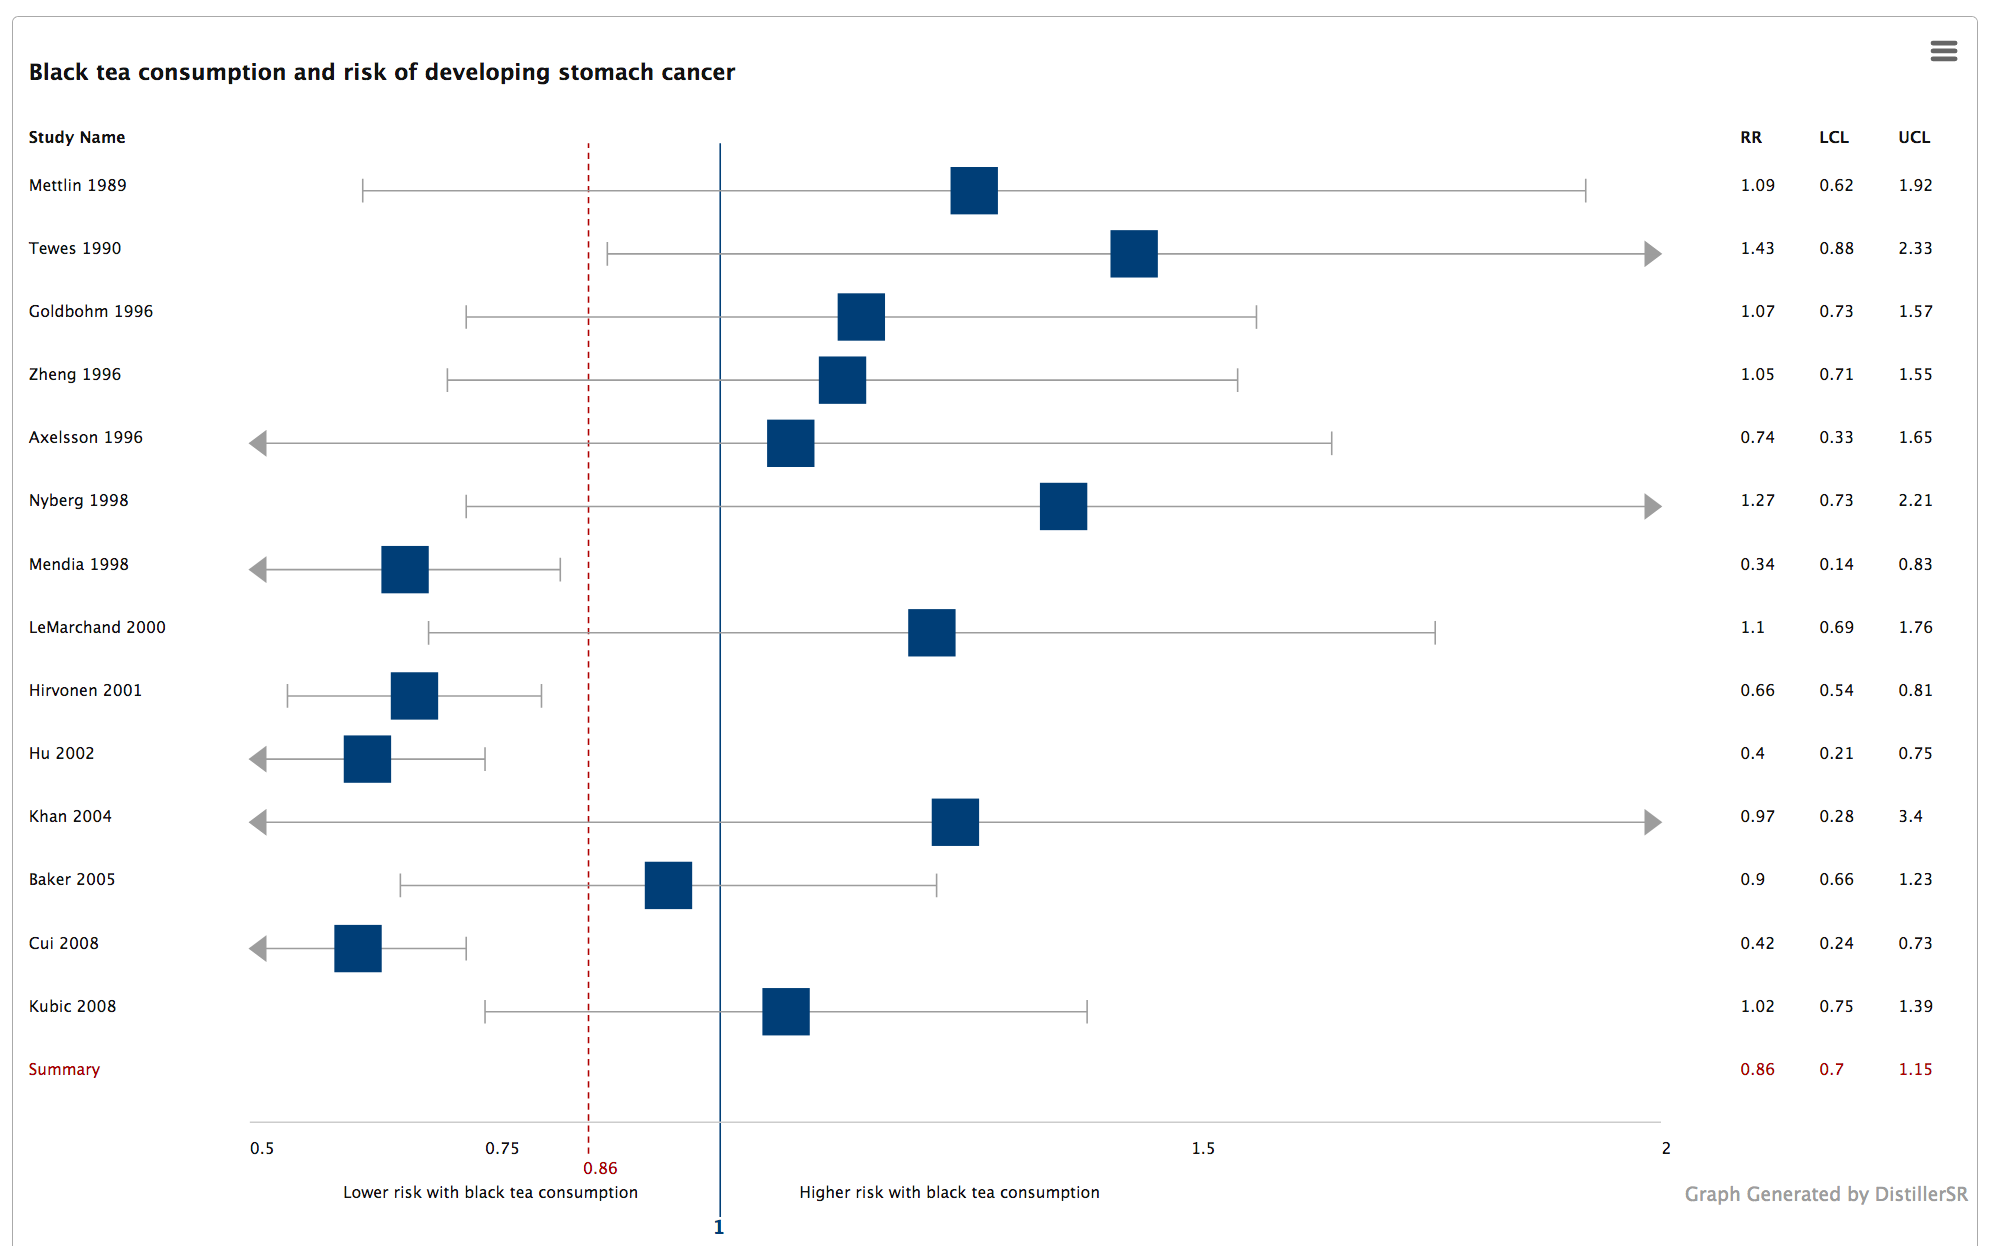 Black tea consumption and risk of developing stomach cancer
Study Name RR LCL UCL
Mettlin 1989 1.09 0.62 1.92
Tewes 1990 1.43 0.88 2.33
Goldbohm 1996 1.07 0.73 1.57
Zheng 1996 1.05 0.71 1.55
Axelsson 1996 0.74 0.33 1.65
Nyberg 1998 1.27 0.73 2.21
Mendia 1998 0.34 0.14 0.83
LeMarchand 2000 1.1 0.69 1.76
Hirvonen 2001 0.66 0.54 0.81
Hu 2002 0.4 0.21 0.75
Khan 2004 0.97 0.28 3.4
Baker 2005 0.9 0.66 1.23
Cui 2008 0.42 0.24 0.73
Kubic 2008 1.02 0.75 1.39
Summary 0.86 0.7 1.15
0.5 0.75 1.5 2
0.86
Lower risk with black tea consumption Higher risk with black tea consumption
Graph Generated by DistillerSR
1